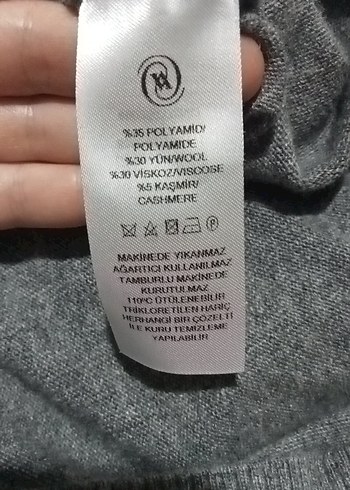 %35 POLYAMID/
POLYAMIDE
%30 YÜN/WOOL
%30 VİSKOZ/VISCOSE
%5 KAŞMİR/
CASHMERE
MAKİNEDE YIKANMAZ
AĞARTICI KULLANILMAZ
TAMBURLU MAKİNEDE
KURUTULMAZ
110ºC ÜTÜLENEBİLİR
TRİKLORETİLEN HARİÇ
HERHANGİ BİR ÇÖZELTİ
İLE KURU TEMİZLEME
YAPILABİLİR